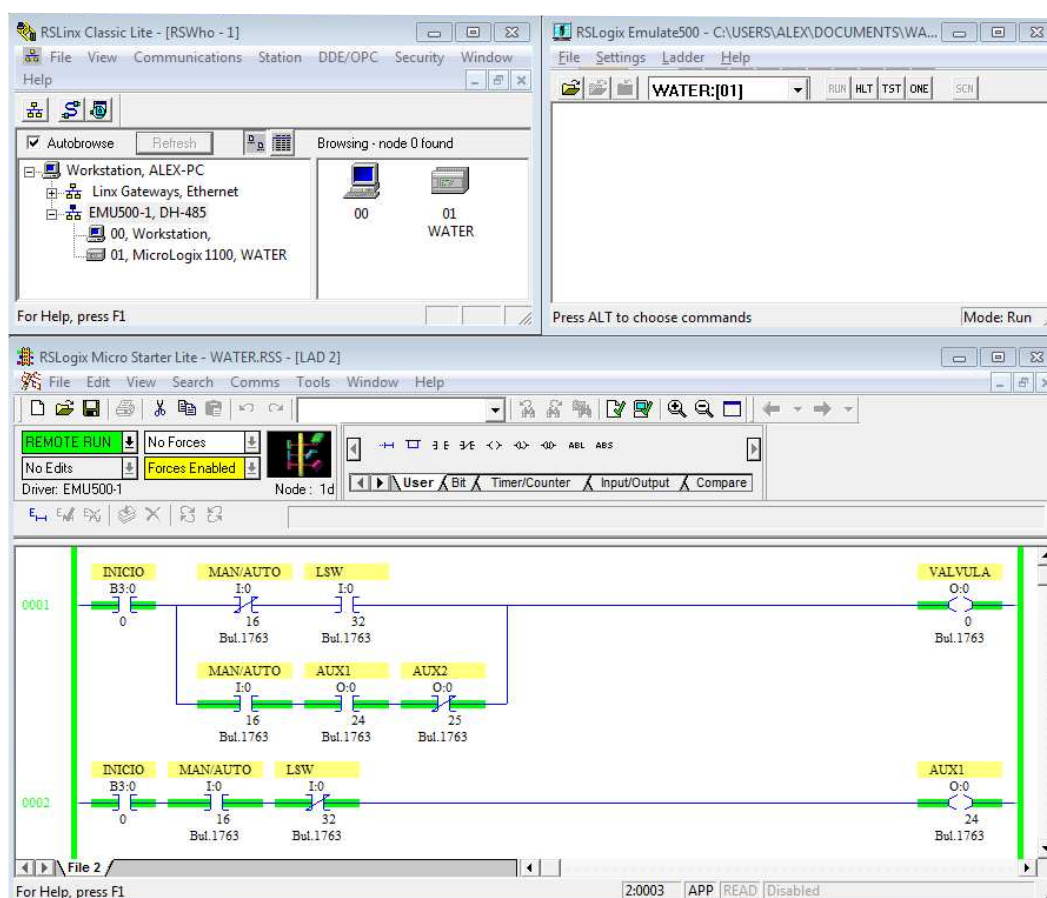 RSLinx Classic Lite - [RSWho - 1]
File View Communications Station DDE/OPC Security Window
Help
Autobrowse Refresh Browsing - node 0 found
Workstation, ALEX-PC
Linx Gateways, Ethernet
EMU500-1, DH-485
00, Workstation,
01, MicroLogix 1100, WATER
00 01
WATER
For Help, press F1
RSLogix Emulate500 - C:\USERS\ALEX\DOCUMENTS\WA...
File Settings Ladder Help
WATER:[01] RUN HLT TST ONE SCN
Press ALT to choose commands Mode: Run
RSLogix Micro Starter Lite - WATER.RSS - [LAD 2]
File Edit View Search Comms Tools Window Help
REMOTE RUN No Forces
No Edits Forces Enabled
Driver: EMU500-1 Node : 1d
ABL ABS
User Bit Timer/Counter Input/Output Compare
INICIO MAN/AUTO LSW VALVULA
B3:0 I:0 I:0 O:0
0001
0 16 32 0
Bul.1763 Bul.1763 Bul.1763
MAN/AUTO AUX1 AUX2
I:0 O:0 O:0
16 24 25
Bul.1763 Bul.1763 Bul.1763
INICIO MAN/AUTO LSW AUX1
B3:0 I:0 I:0 O:0
0002
0 16 32 24
Bul.1763 Bul.1763 Bul.1763
File 2
For Help, press F1 2:0003 APP READ Disabled